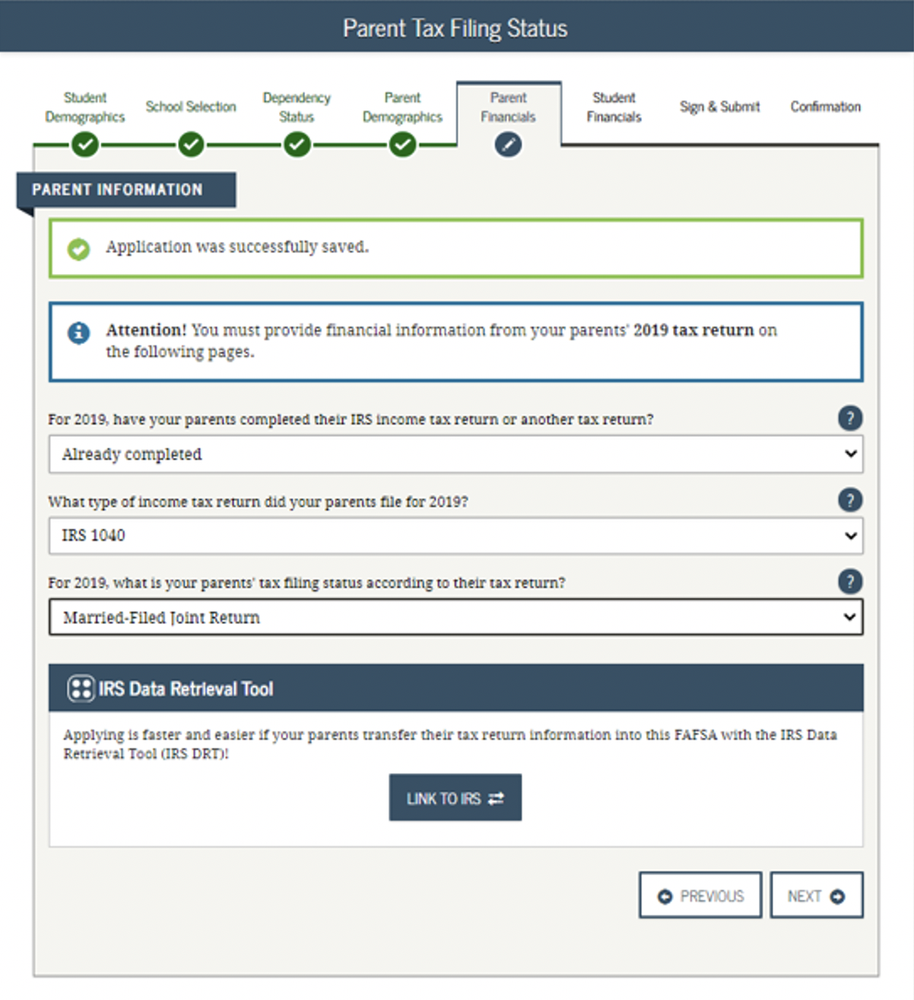 Parent Tax Filing Status
Student
Demographics
School Selection
Dependency
Status
Parent
Demographics
Parent
Financials
Student
Financials
Sign & Submit
Confirmation
PARENT INFORMATION
Application was successfully saved.
Attention! You must provide financial information from your parents' 2019 tax return on
the following pages.
For 2019, have your parents completed their IRS income tax return or another tax return?
?
Already completed
What type of income tax return did your parents file for 2019?
?
IRS 1040
For 2019, what is your parents' tax filing status according to their tax return?
?
Married-Filed Joint Return
IRS Data Retrieval Tool
Applying is faster and easier if your parents transfer their tax return information into this FAFSA with the IRS Data
Retrieval Tool (IRS DRT)!
LINK TO IRS
PREVIOUS
NEXT